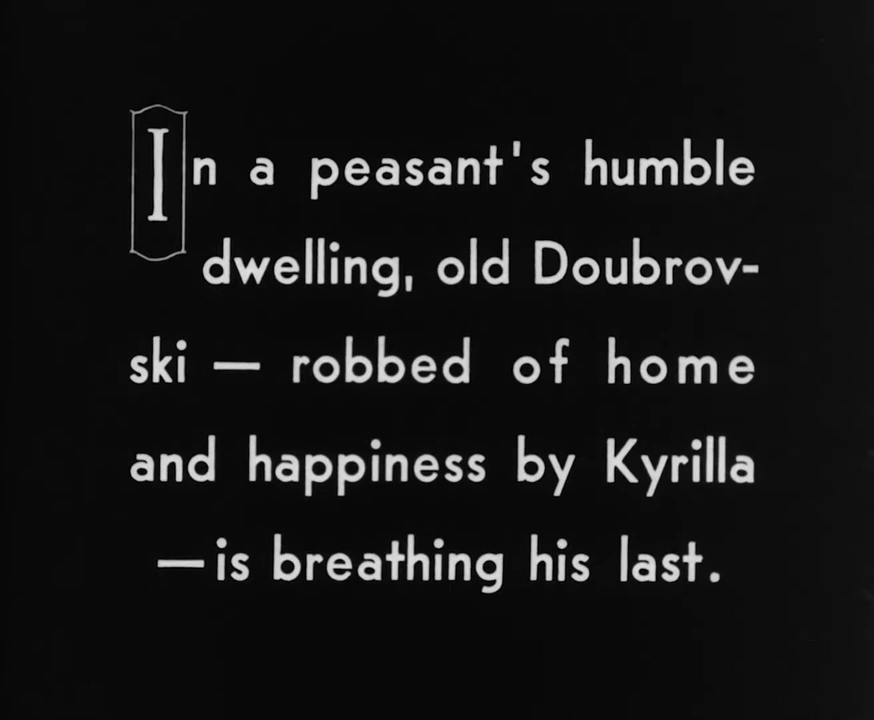 In a peasant's humble
dwelling, old Doubrov-
ski — robbed of home
and happiness by Kyrilla
— is breathing his last.